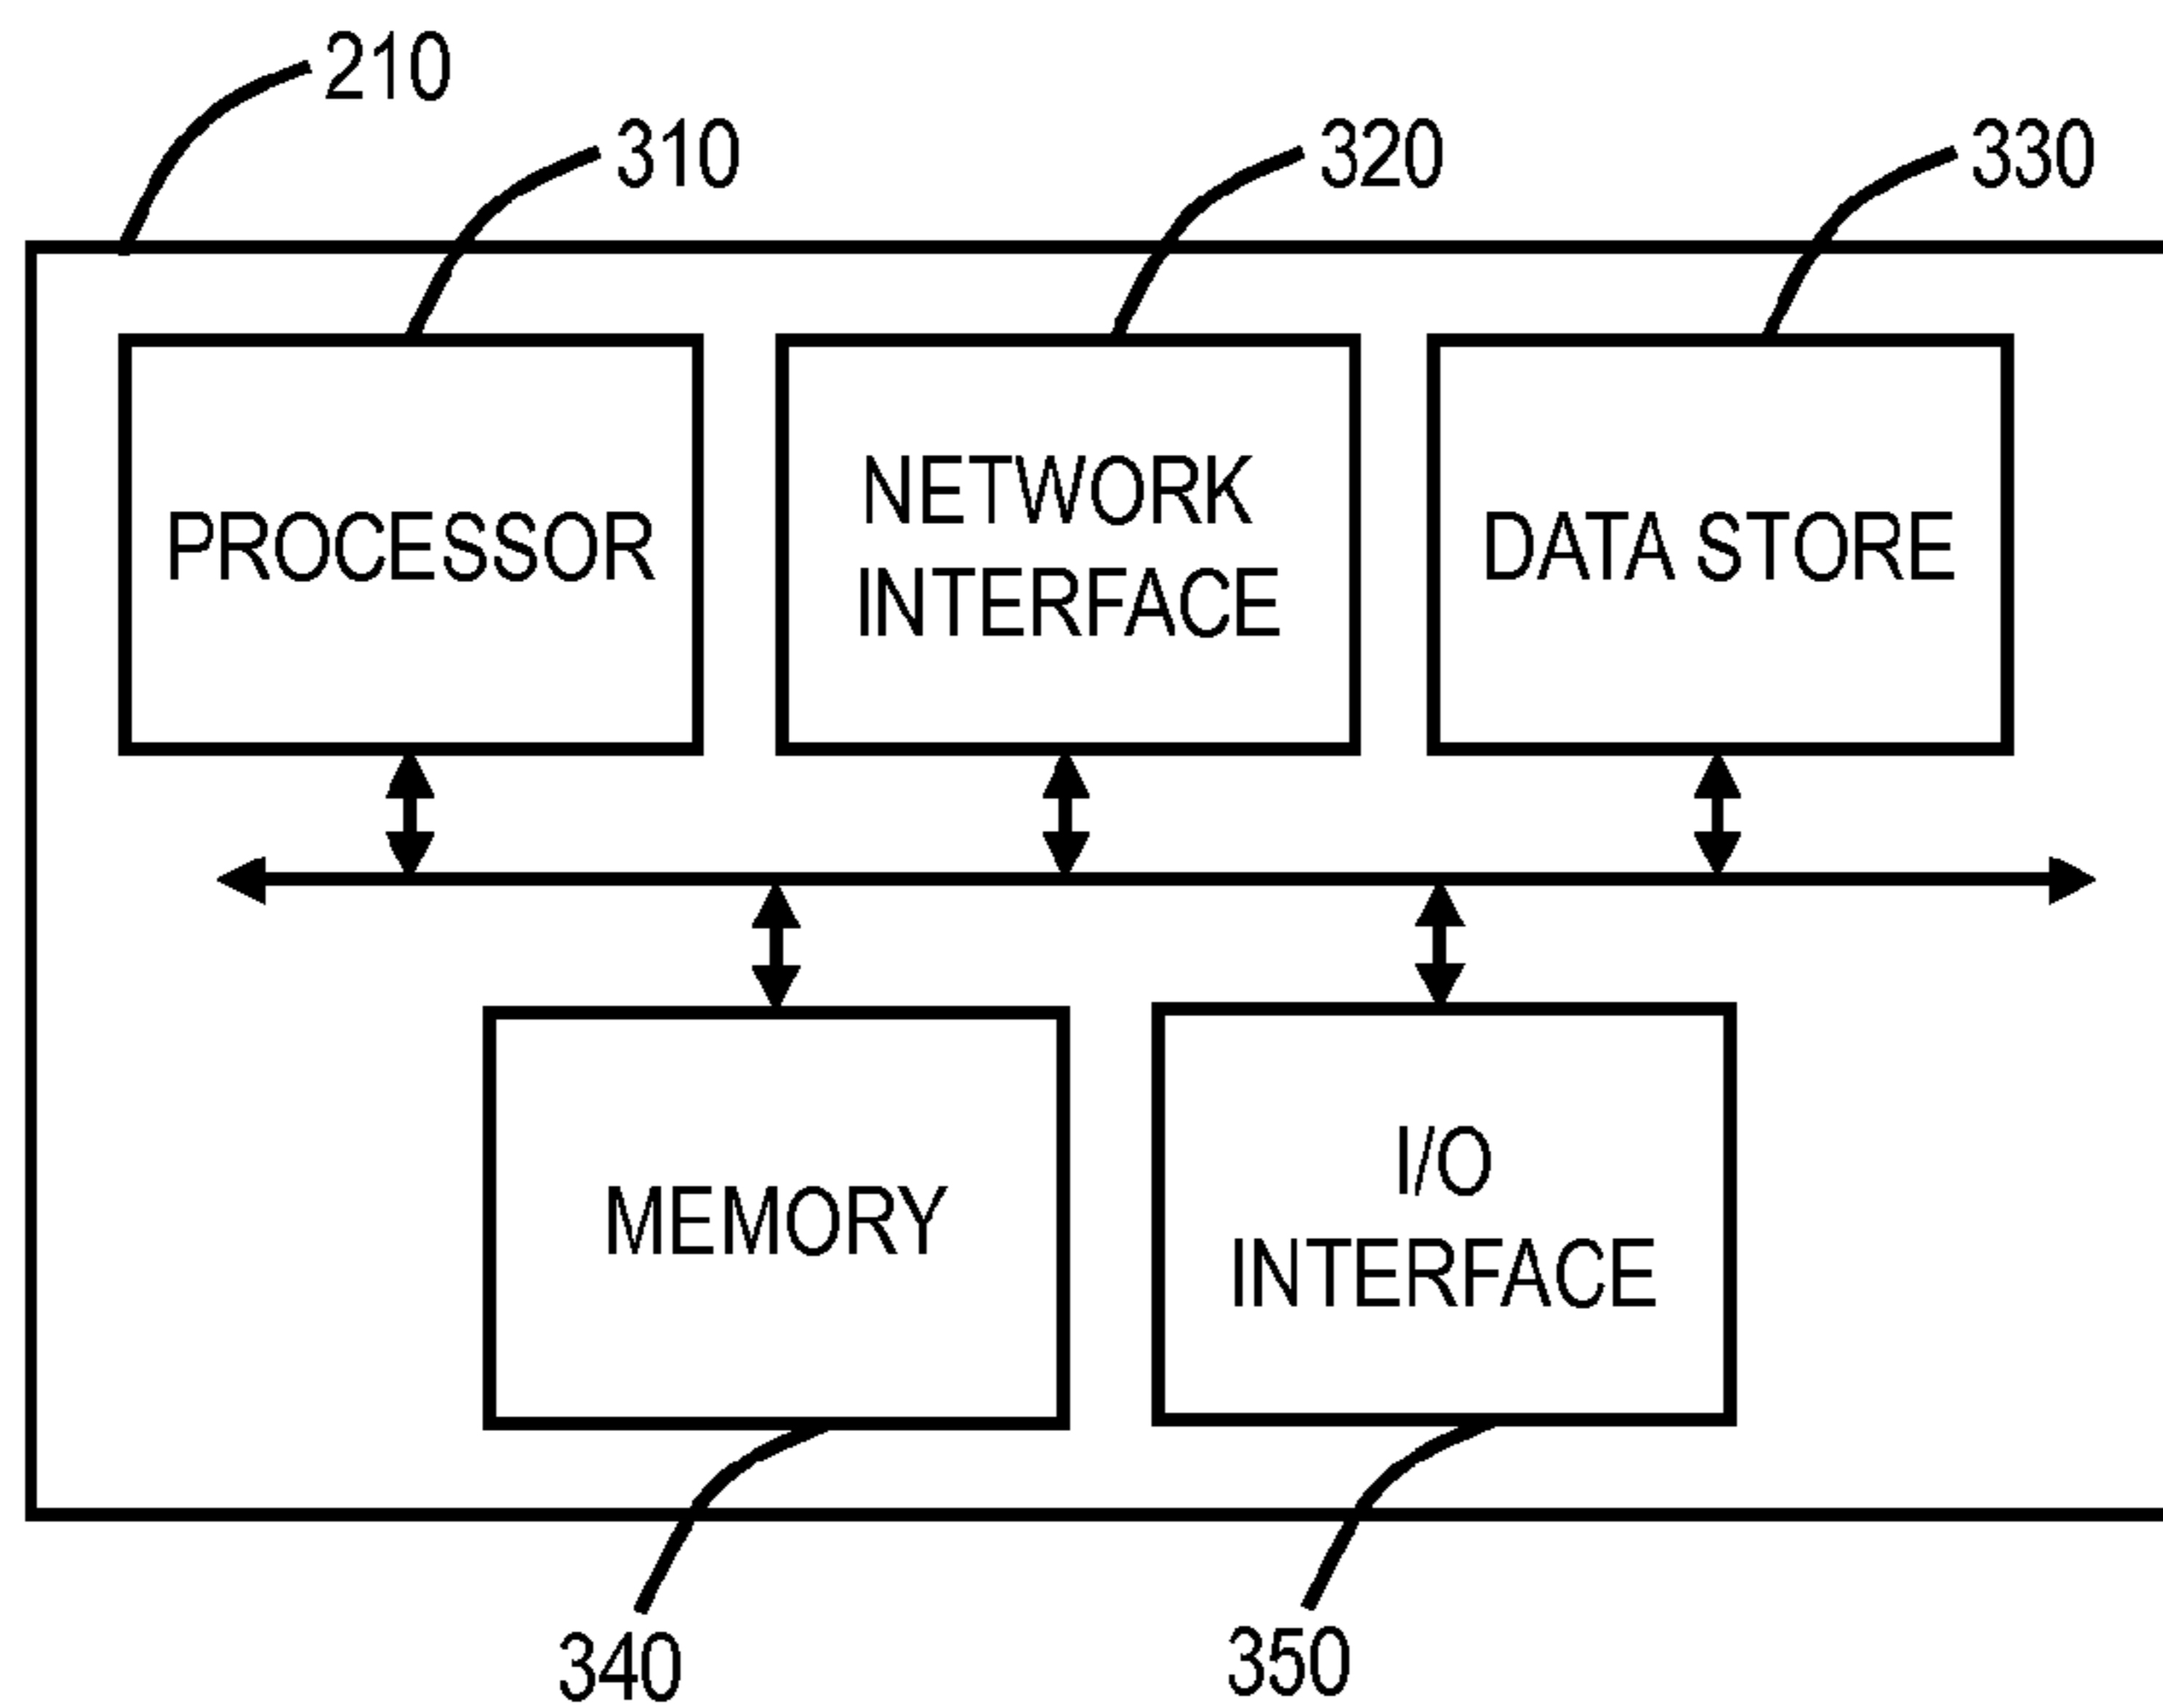 210
310
320
330
PROCESSOR
NETWORK
INTERFACE
DATA STORE
MEMORY
I/O
INTERFACE
340
350